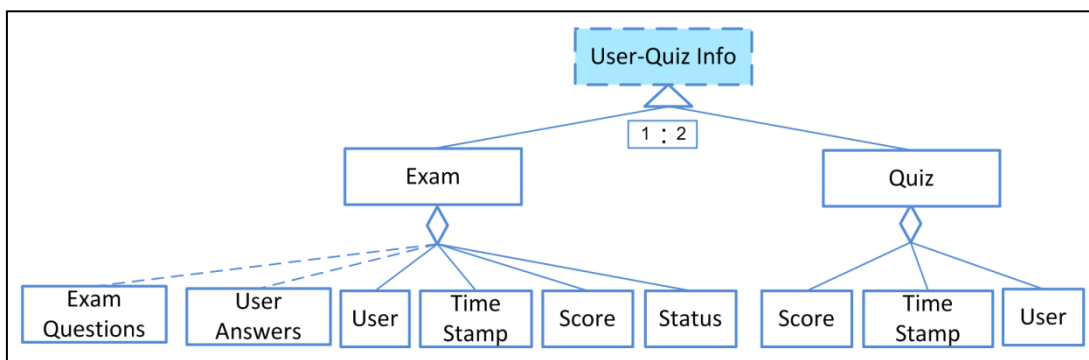 User-Quiz Info
1 : 2
Exam
Quiz
Exam
Questions
User
Answers
User
Time
Stamp
Score
Status
Score
Time
Stamp
User